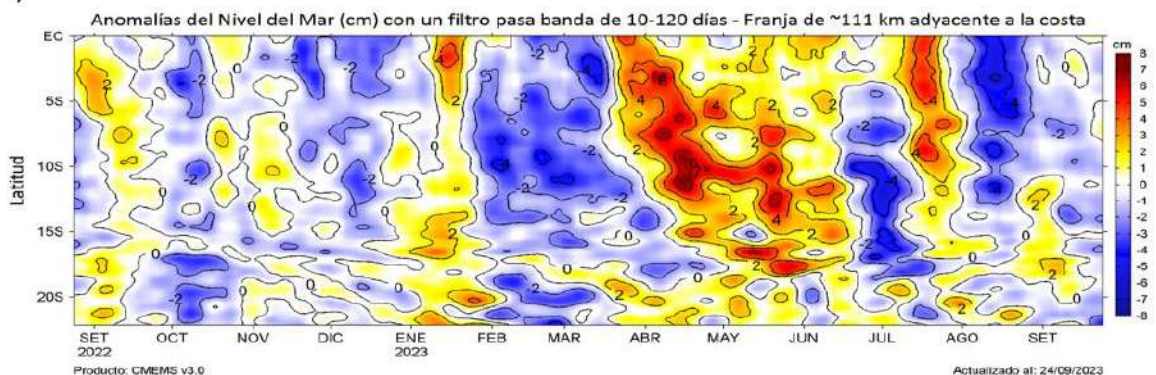 Anomalías del Nivel del Mar (cm) con un filtro pasa banda de 10-120 días - Franja de ~111 km adyacente a la costa
EC
5S
10S
15S
20S
Latitud
cm
8
7
6
5
4
3
2
1
0
-1
-2
-3
-4
-5
-6
-7
-8
SET OCT NOV DIC ENE FEB MAR ABR MAY JUN JUL AGO SET
2022 2023
Producto: CMEMS v3.0 Actualizado al: 24/09/2023